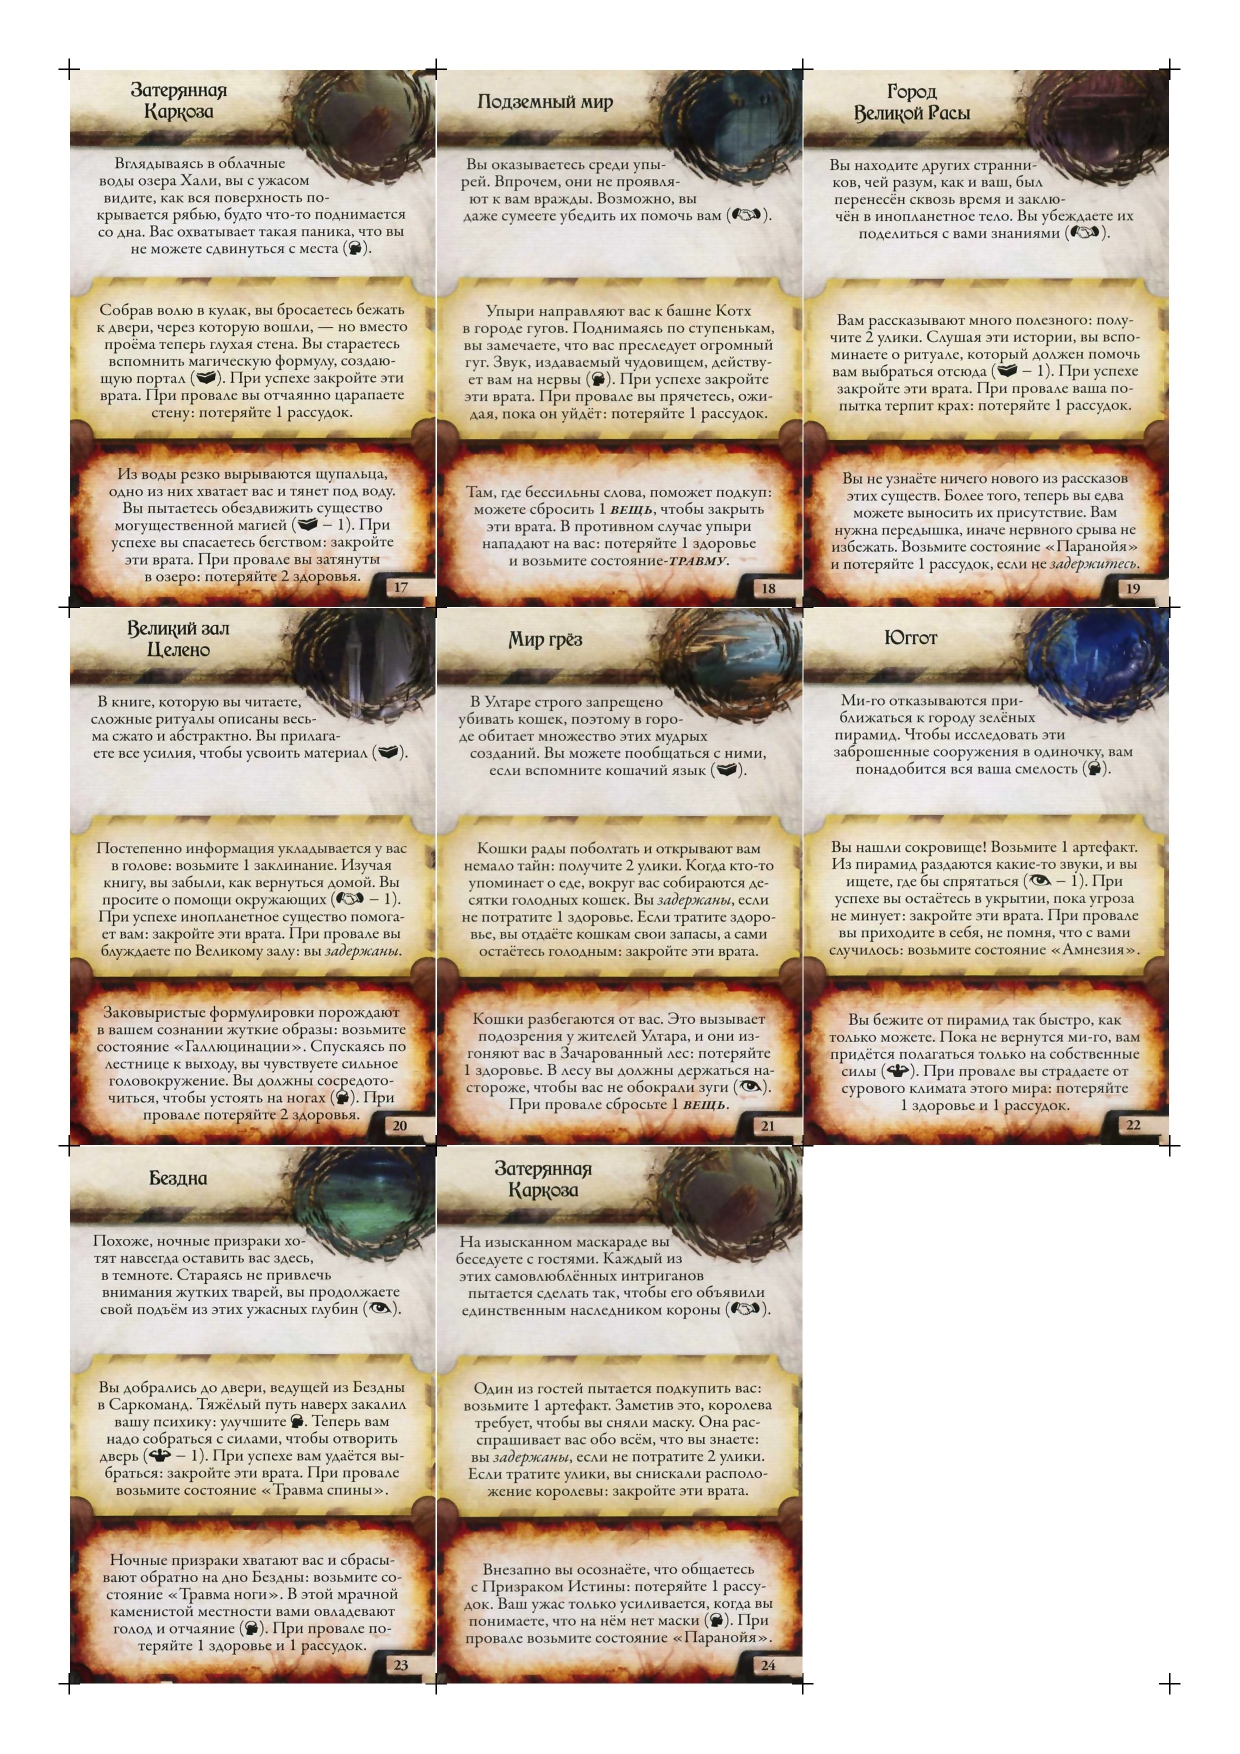 Затерянная
Каркоза
Вглядываясь в облачные
воды озера Хали, вы с ужасом
видите, как вся поверхность по-
крывается рябью, будто что-то поднимается
со дна. Вас охватывает такая паника, что вы
не можете сдвинуться с места ( ).
Собрав волю в кулак, вы бросаетесь бежать
к двери, через которую вошли, — но вместо
проёма теперь глухая стена. Вы стараетесь
вспомнить магическую формулу, создаю-
щую портал ( ). При успехе закройте эти
врата. При провале вы отчаянно царапаете
стену: потеряйте 1 рассудок.
Из воды резко вырываются щупальца,
одно из них хватает вас и тянет под воду.
Вы пытаетесь обездвижить существо
могущественной магией ( – 1). При
успехе вы спасаетесь бегством: закройте
эти врата. При провале вы затянуты
в озеро: потеряйте 2 здоровья.
17
Подземный мир
Вы оказываетесь среди упы-
рей. Впрочем, они не проявля-
ют к вам вражды. Возможно, вы
даже сумеете убедить их помочь вам ( ).
Упыри направляют вас к башне Котх
в городе гугов. Поднимаясь по ступенькам,
вы замечаете, что вас преследует огромный
гуг. Звук, издаваемый чудовищем, действу-
ет вам на нервы ( ). При успехе закройте
эти врата. При провале вы прячетесь, ожи-
дая, пока он уйдёт: потеряйте 1 рассудок.
Там, где бессильны слова, поможет подкуп:
можете сбросить 1 ВЕЩЬ, чтобы закрыть
эти врата. В противном случае упыри
нападают на вас: потеряйте 1 здоровье
и возьмите состояние-ТРАВМУ.
18
Город
Великой Расы
Вы находите других странни-
ков, чей разум, как и ваш, был
перенесён сквозь время и заклю-
чён в инопланетное тело. Вы убеждаете их
поделиться с вами знаниями ( ).
Вам рассказывают много полезного: полу-
чите 2 улики. Слушая эти истории, вы вспо-
минаете о ритуале, который должен помочь
вам выбраться отсюда ( – 1). При успехе
закройте эти врата. При провале ваша по-
пытка терпит крах: потеряйте 1 рассудок.
Вы не узнаёте ничего нового из рассказов
этих существ. Более того, теперь вы едва
можете выносить их присутствие. Вам
нужна передышка, иначе нервного срыва не
избежать. Возьмите состояние «Паранойя»
и потеряйте 1 рассудок, если не задержитесь.
19
Великий зал
Целено
В книге, которую вы читаете,
сложные ритуалы описаны весь-
ма сжато и абстрактно. Вы прилага-
ете все усилия, чтобы усвоить материал ( ).
Постепенно информация укладывается у вас
в голове: возьмите 1 заклинание. Изучая
книгу, вы забыли, как вернуться домой. Вы
просите о помощи окружающих ( – 1).
При успехе инопланетное существо помога-
ет вам: закройте эти врата. При провале вы
блуждаете по Великому залу: вы задержаны.
Заковыристые формулировки порождают
в вашем сознании жуткие образы: возьмите
состояние «Галлюцинации». Спускаясь по
лестнице к выходу, вы чувствуете сильное
головокружение. Вы должны сосредото-
читься, чтобы устоять на ногах ( ). При
провале потеряйте 2 здоровья.
20
Мир грёз
В Ултаре строго запрещено
убивать кошек, поэтому в горо-
де обитает множество этих мудрых
созданий. Вы можете пообщаться с ними,
если вспомните кошачий язык ( ).
Кошки рады поболтать и открывают вам
немало тайн: получите 2 улики. Когда кто-то
упоминает о еде, вокруг вас собираются де-
сятки голодных кошек. Вы задержаны, если
не потратите 1 здоровье. Если тратите здоро-
вье, вы отдаёте кошкам свои запасы, а сами
остаётесь голодным: закройте эти врата.
Кошки разбегаются от вас. Это вызывает
подозрения у жителей Ултара, и они из-
гоняют вас в Зачарованный лес: потеряйте
1 здоровье. В лесу вы должны держаться на-
стороже, чтобы вас не обокрали зуги ( ).
При провале сбросьте 1 ВЕЩЬ.
21
Юггот
Ми-го отказываются при-
ближаться к городу зелёных
пирамид. Чтобы исследовать эти
заброшенные сооружения в одиночку, вам
понадобится вся ваша смелость ( ).
Вы нашли сокровище! Возьмите 1 артефакт.
Из пирамид раздаются какие-то звуки, и вы
ищете, где бы спрятаться ( – 1). При
успехе вы остаётесь в укрытии, пока угроза
не минует: закройте эти врата. При провале
вы приходите в себя, не помня, что с вами
случилось: возьмите состояние «Амнезия».
Вы бежите от пирамид так быстро, как
только можете. Пока не вернутся ми-го, вам
придётся полагаться только на собственные
силы ( ). При провале вы страдаете от
сурового климата этого мира: потеряйте
1 здоровье и 1 рассудок.
22
Бездна
Похоже, ночные призраки хо-
тят навсегда оставить вас здесь,
в темноте. Стараясь не привлечь
внимания жутких тварей, вы продолжаете
свой подъём из этих ужасных глубин ( ).
Вы добрались до двери, ведущей из Бездны
в Саркоманд. Тяжёлый путь наверх закалил
вашу психику: улучшите . Теперь вам
надо собраться с силами, чтобы отворить
дверь ( – 1). При успехе вам удаётся вы-
браться: закройте эти врата. При провале
возьмите состояние «Травма спины».
Ночные призраки хватают вас и сбрасы-
вают обратно на дно Бездны: возьмите со-
стояние «Травма ноги». В этой мрачной
каменистой местности вами овладевают
голод и отчаяние ( ). При провале по-
теряйте 1 здоровье и 1 рассудок.
23
Затерянная
Каркоза
На изысканном маскараде вы
беседуете с гостями. Каждый из
этих самовлюблённых интриганов
пытается сделать так, чтобы его объявили
единственным наследником короны ( ).
Один из гостей пытается подкупить вас:
возьмите 1 артефакт. Заметив это, королева
требует, чтобы вы сняли маску. Она рас-
спрашивает вас обо всём, что вы знаете:
вы задержаны, если не потратите 2 улики.
Если тратите улики, вы снискали располо-
жение королевы: закройте эти врата.
Внезапно вы осознаёте, что общаетесь
с Призраком Истины: потеряйте 1 рассу-
док. Ваш ужас только усиливается, когда вы
понимаете, что на нём нет маски ( ). При
провале возьмите состояние «Паранойя».
24